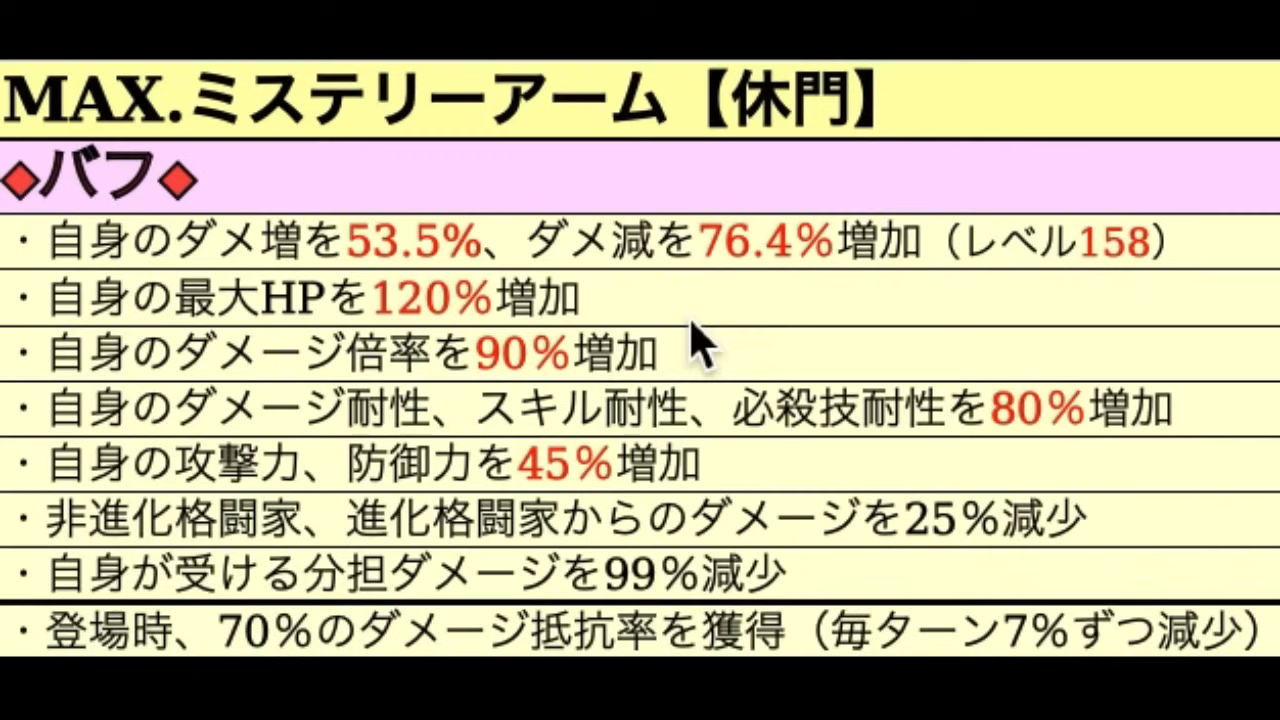 MAX.ミステリーアーム【休門】
◆バフ◆
・自身のダメ増を53.5%、ダメ減を76.4%増加（レベル158）
・自身の最大HPを120%増加
・自身のダメージ倍率を90%増加
・自身のダメージ耐性、スキル耐性、必殺技耐性を80%増加
・自身の攻撃力、防御力を45%増加
・非進化格闘家、進化格闘家からのダメージを25%減少
・自身が受ける分担ダメージを99%減少
・登場時、70%のダメージ抵抗率を獲得（毎ターン7%ずつ減少）